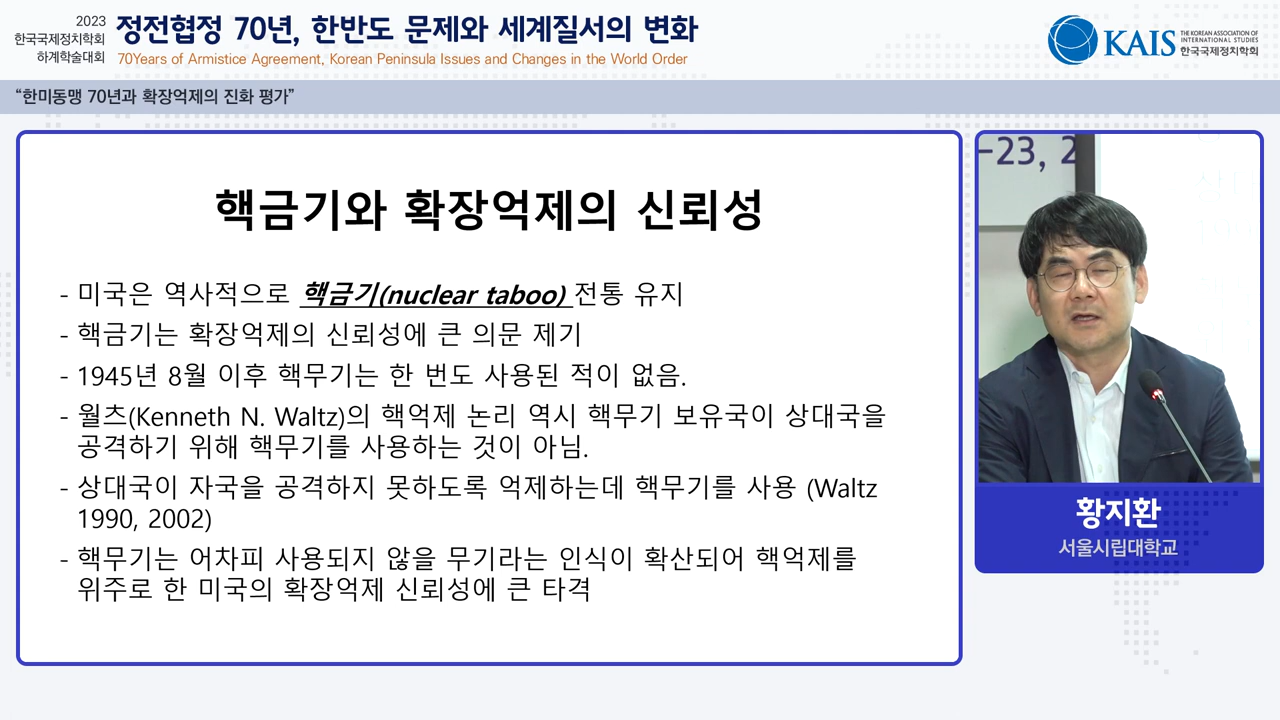 2023
한국국제정치학회
하계학술대회
정전협정 70년, 한반도 문제와 세계질서의 변화
70Years of Armistice Agreement, Korean Peninsula Issues and Changes in the World Order
KAIS
THE KOREAN ASSOCIATION OF
INTERNATIONAL STUDIES
한국국제정치학회
“한미동맹 70년과 확장억제의 진화 평가”
핵금기와 확장억제의 신뢰성
- 미국은 역사적으로 핵금기(nuclear taboo) 전통 유지
- 핵금기는 확장억제의 신뢰성에 큰 의문 제기
- 1945년 8월 이후 핵무기는 한 번도 사용된 적이 없음.
- 월츠(Kenneth N. Waltz)의 핵억제 논리 역시 핵무기 보유국이 상대국을
공격하기 위해 핵무기를 사용하는 것이 아님.
- 상대국이 자국을 공격하지 못하도록 억제하는데 핵무기를 사용 (Waltz
1990, 2002)
- 핵무기는 어차피 사용되지 않을 무기라는 인식이 확산되어 핵억제를
위주로 한 미국의 확장억제 신뢰성에 큰 타격
-23, 2
황지환
서울시립대학교